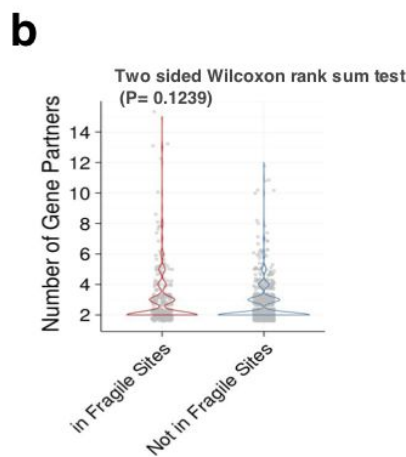 b
Two sided Wilcoxon rank sum test
(P= 0.1239)
Number of Gene Partners
14
12
10
8
6
4
2
in Fragile Sites
Not in Fragile Sites